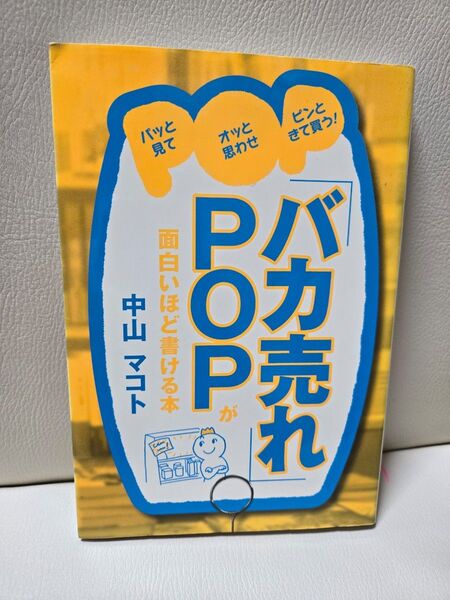 POP
パッと
見て
オッと
思わせ
ピンと
きて買う!
「バカ売れ」
POPが
面白いほど書ける本
中山 マコト